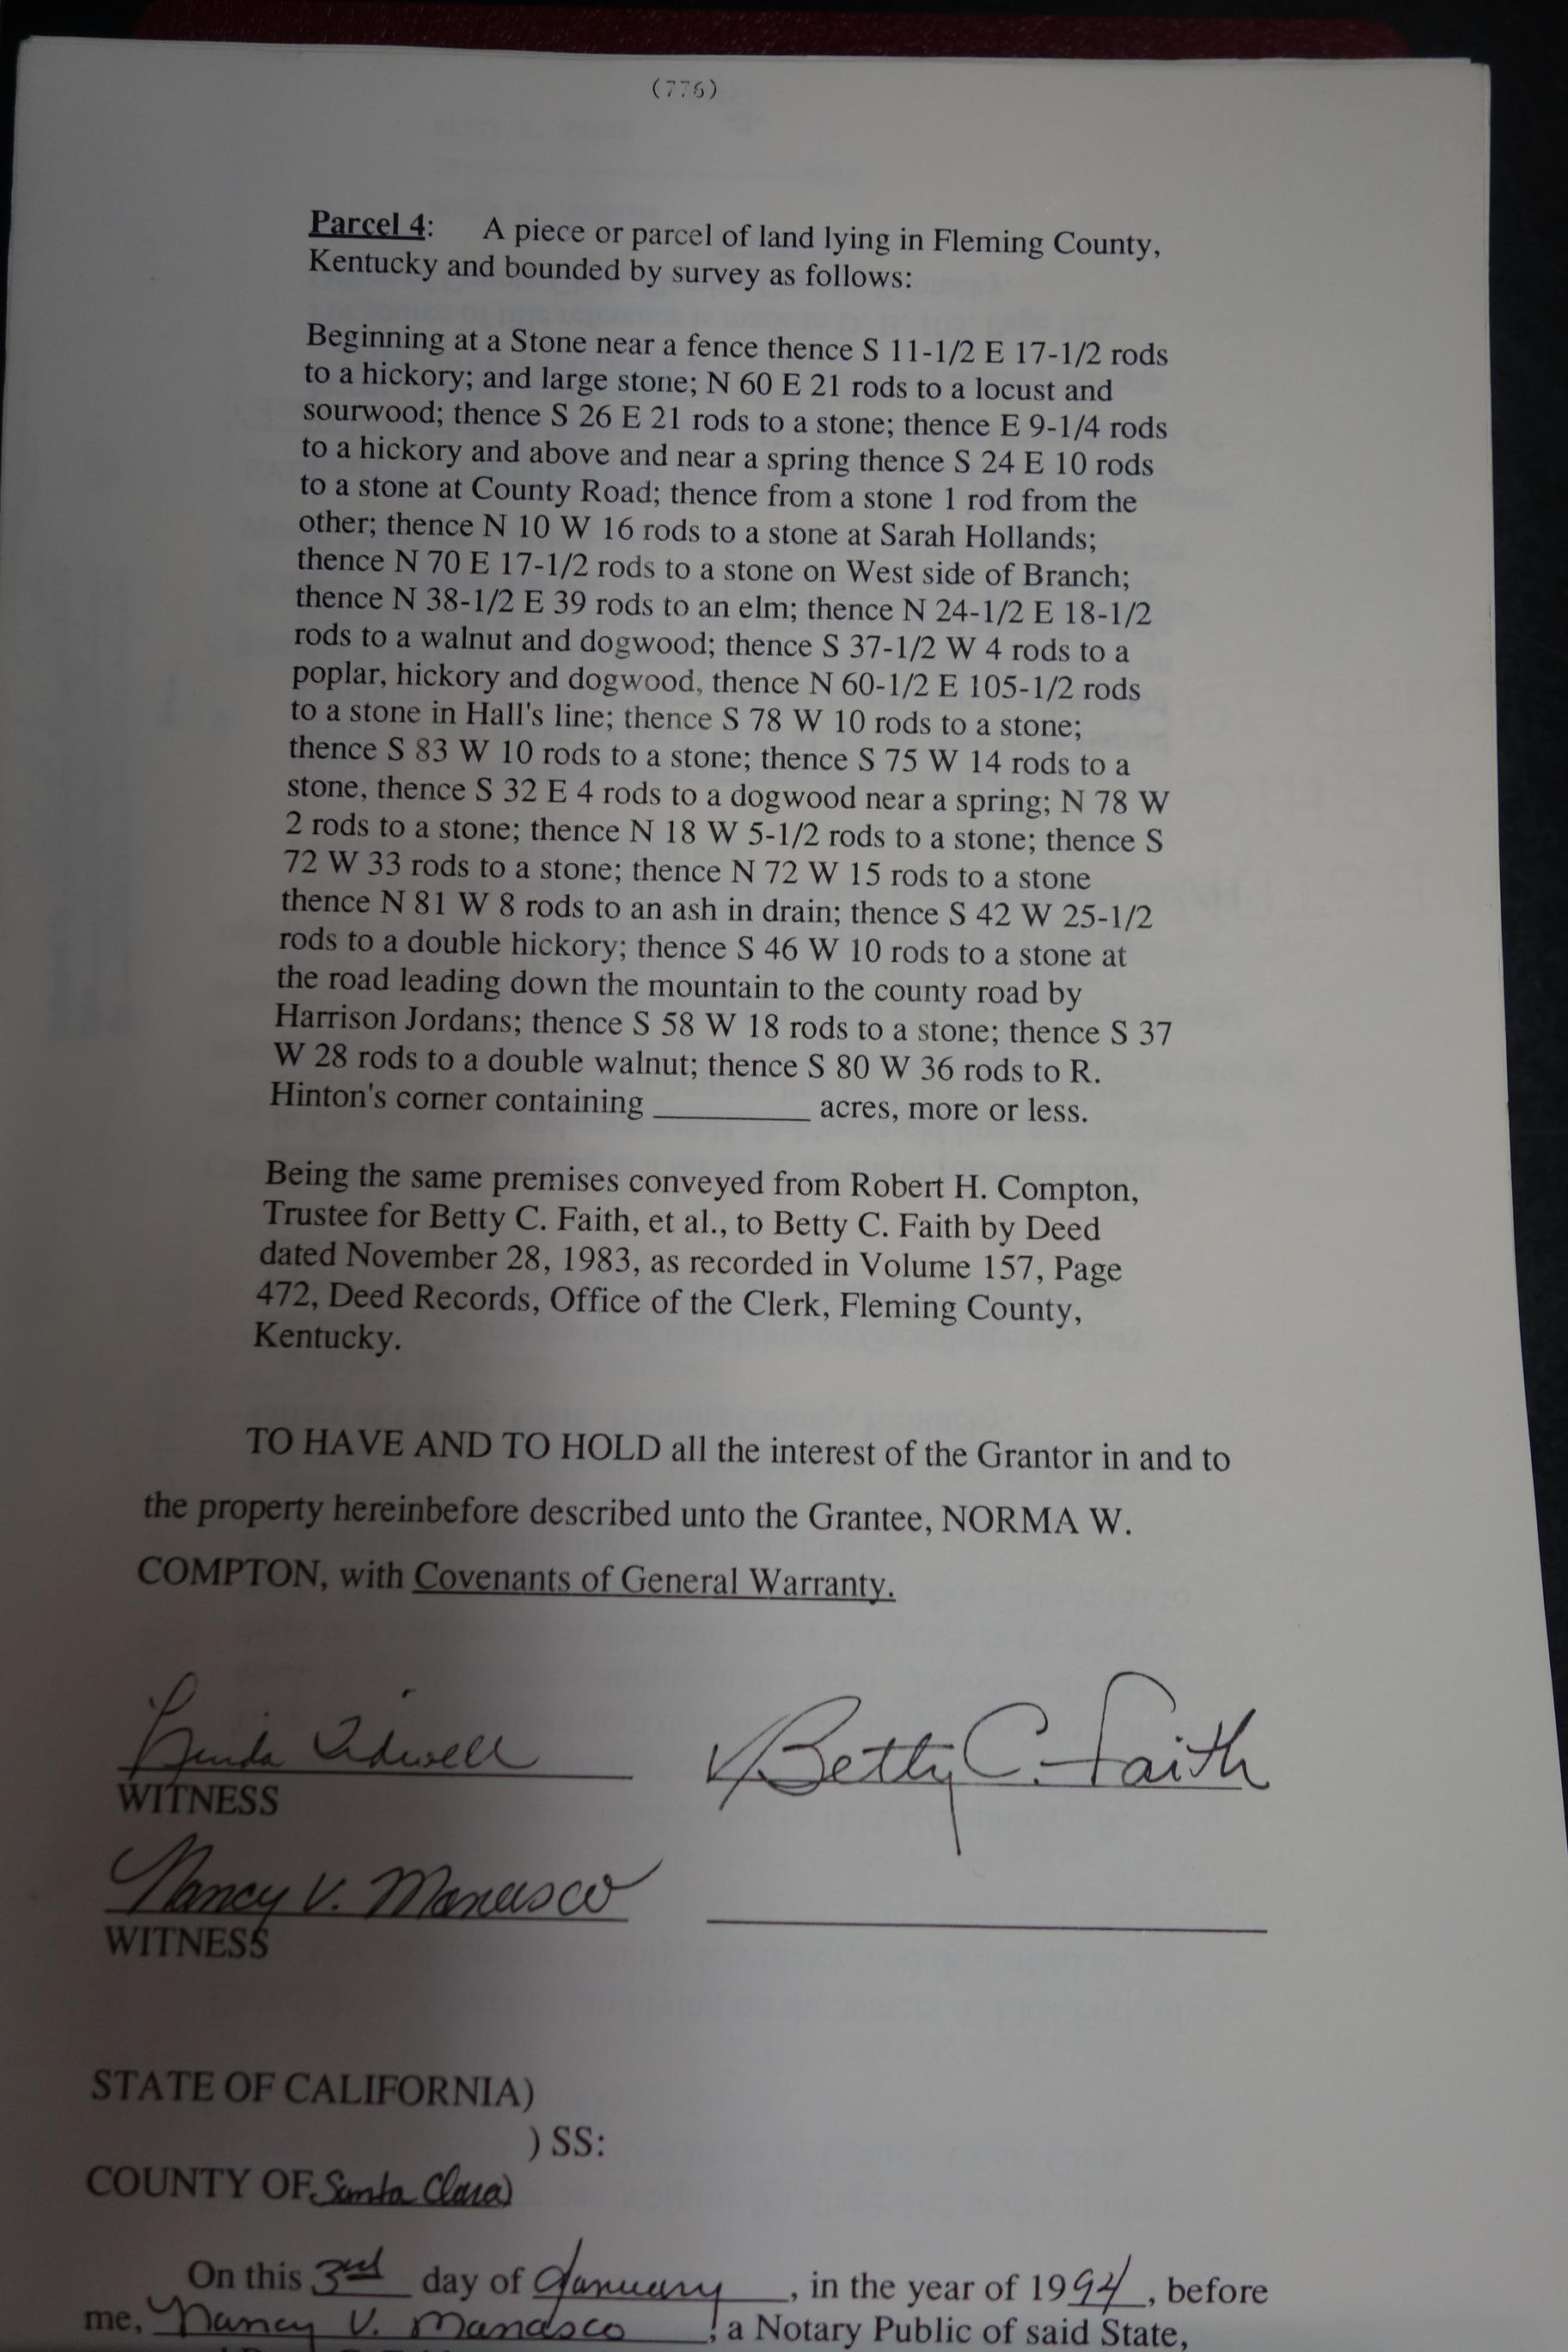 (776)
Parcel 4: A piece or parcel of land lying in Fleming County,
Kentucky and bounded by survey as follows:
Beginning at a Stone near a fence thence S 11-1/2 E 17-1/2 rods
to a hickory; and large stone; N 60 E 21 rods to a locust and
sourwood; thence S 26 E 21 rods to a stone; thence E 9-1/4 rods
to a hickory and above and near a spring thence S 24 E 10 rods
to a stone at County Road; thence from a stone 1 rod from the
other; thence N 10 W 16 rods to a stone at Sarah Hollands;
thence N 70 E 17-1/2 rods to a stone on West side of Branch;
thence N 38-1/2 E 39 rods to an elm; thence N 24-1/2 E 18-1/2
rods to a walnut and dogwood; thence S 37-1/2 W 4 rods to a
poplar, hickory and dogwood, thence N 60-1/2 E 105-1/2 rods
to a stone in Hall's line; thence S 78 W 10 rods to a stone;
thence S 83 W 10 rods to a stone; thence S 75 W 14 rods to a
stone, thence S 32 E 4 rods to a dogwood near a spring; N 78 W
2 rods to a stone; thence N 18 W 5-1/2 rods to a stone; thence S
72 W 33 rods to a stone; thence N 72 W 15 rods to a stone
thence N 81 W 8 rods to an ash in drain; thence S 42 W 25-1/2
rods to a double hickory; thence S 46 W 10 rods to a stone at
the road leading down the mountain to the county road by
Harrison Jordans; thence S 58 W 18 rods to a stone; thence S 37
W 28 rods to a double walnut; thence S 80 W 36 rods to R.
Hinton's corner containing __________ acres, more or less.
Being the same premises conveyed from Robert H. Compton,
Trustee for Betty C. Faith, et al., to Betty C. Faith by Deed
dated November 28, 1983, as recorded in Volume 157, Page
472, Deed Records, Office of the Clerk, Fleming County,
Kentucky.
TO HAVE AND TO HOLD all the interest of the Grantor in and to
the property hereinbefore described unto the Grantee, NORMA W.
COMPTON, with Covenants of General Warranty.
Linda Tidwell
Betty C. Faith
WITNESS
Nancy V. Manasco
WITNESS
STATE OF CALIFORNIA)
) SS:
COUNTY OF Santa Clara)
On this 3rd day of January, in the year of 1994, before
me, Nancy V. Manasco, a Notary Public of said State,